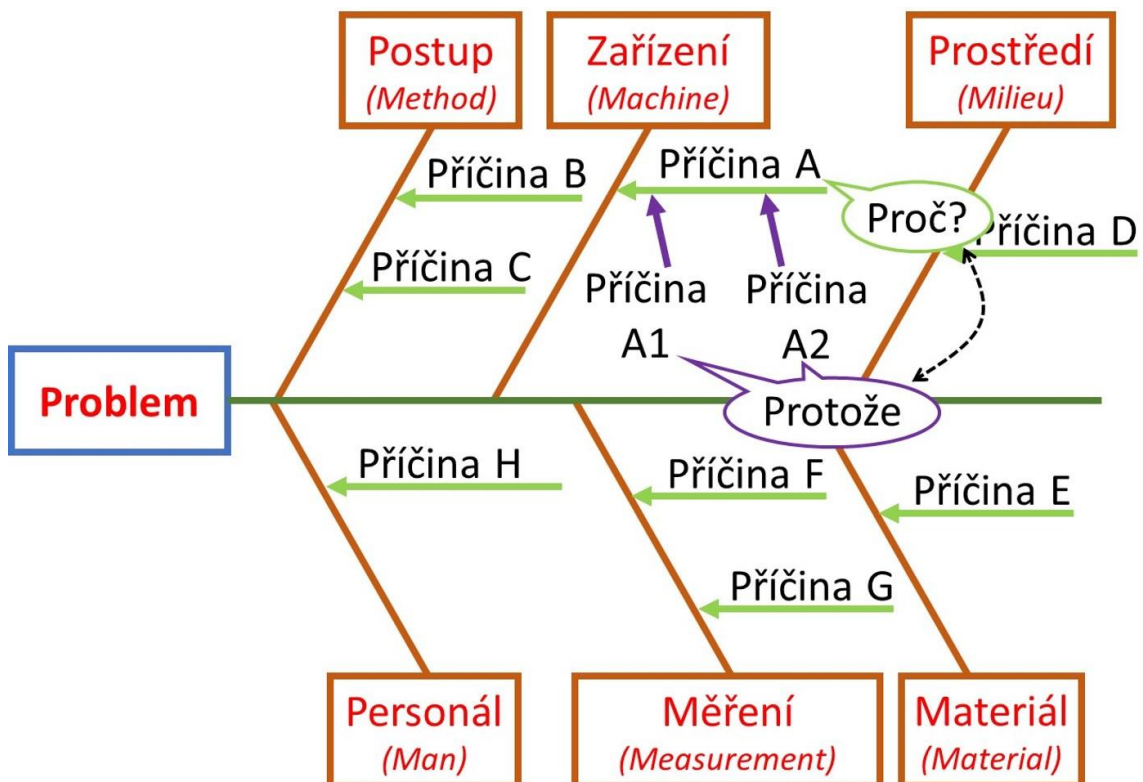 Postup
(Method)
Zařízení
(Machine)
Prostředí
(Milieu)
Příčina B
Příčina A
Proč?
Příčina D
Příčina C
Příčina
A1
Příčina
A2
Problem
Protože
Příčina H
Příčina F
Příčina E
Příčina G
Personál
(Man)
Měření
(Measurement)
Materiál
(Material)